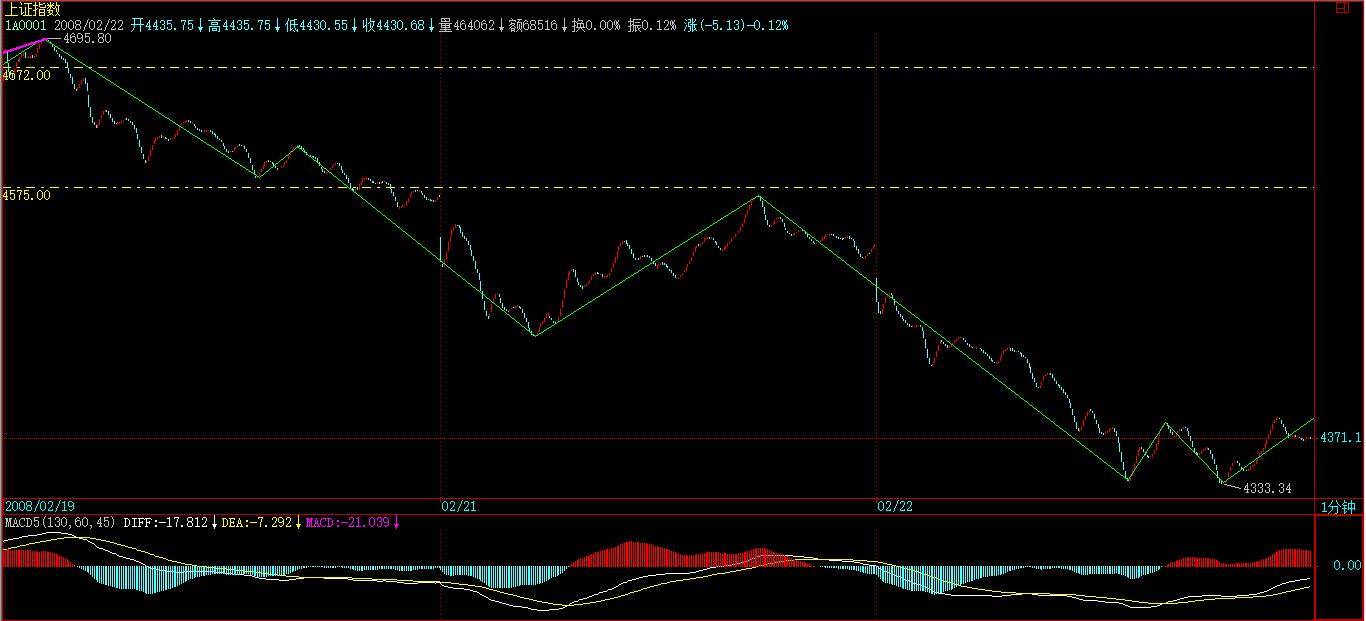 上证指数
1A0001 2008/02/22 开4435.75↓高4435.75↓低4430.55↓收4430.68↓量464062↓额68516↓换0.00% 振0.12% 涨(-5.13)-0.12%
4695.80
4672.00
4575.00
4371.1
4333.34
2008/02/19 02/21 02/22 1分钟
MACD5(130,60,45) DIFF:-17.812↓DEA:-7.292↓MACD:-21.039↓
0.00